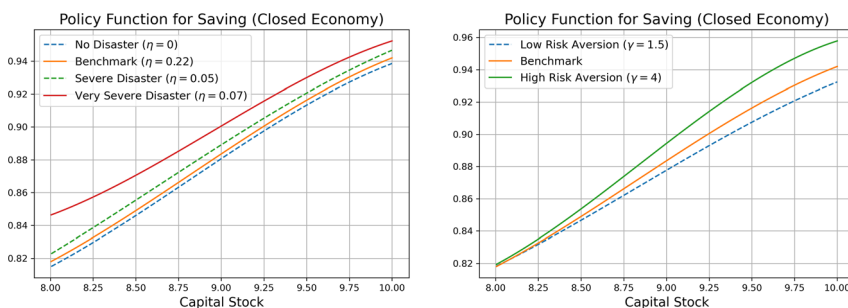 Policy Function for Saving (Closed Economy)
No Disaster (η = 0)
Benchmark (η = 0.22)
Severe Disaster (η = 0.05)
Very Severe Disaster (η = 0.07)
0.94
0.92
0.90
0.88
0.86
0.84
0.82
8.00 8.25 8.50 8.75 9.00 9.25 9.50 9.75 10.00
Capital Stock
Policy Function for Saving (Closed Economy)
Low Risk Aversion (γ = 1.5)
Benchmark
High Risk Aversion (γ = 4)
0.96
0.94
0.92
0.90
0.88
0.86
0.84
0.82
8.00 8.25 8.50 8.75 9.00 9.25 9.50 9.75 10.00
Capital Stock